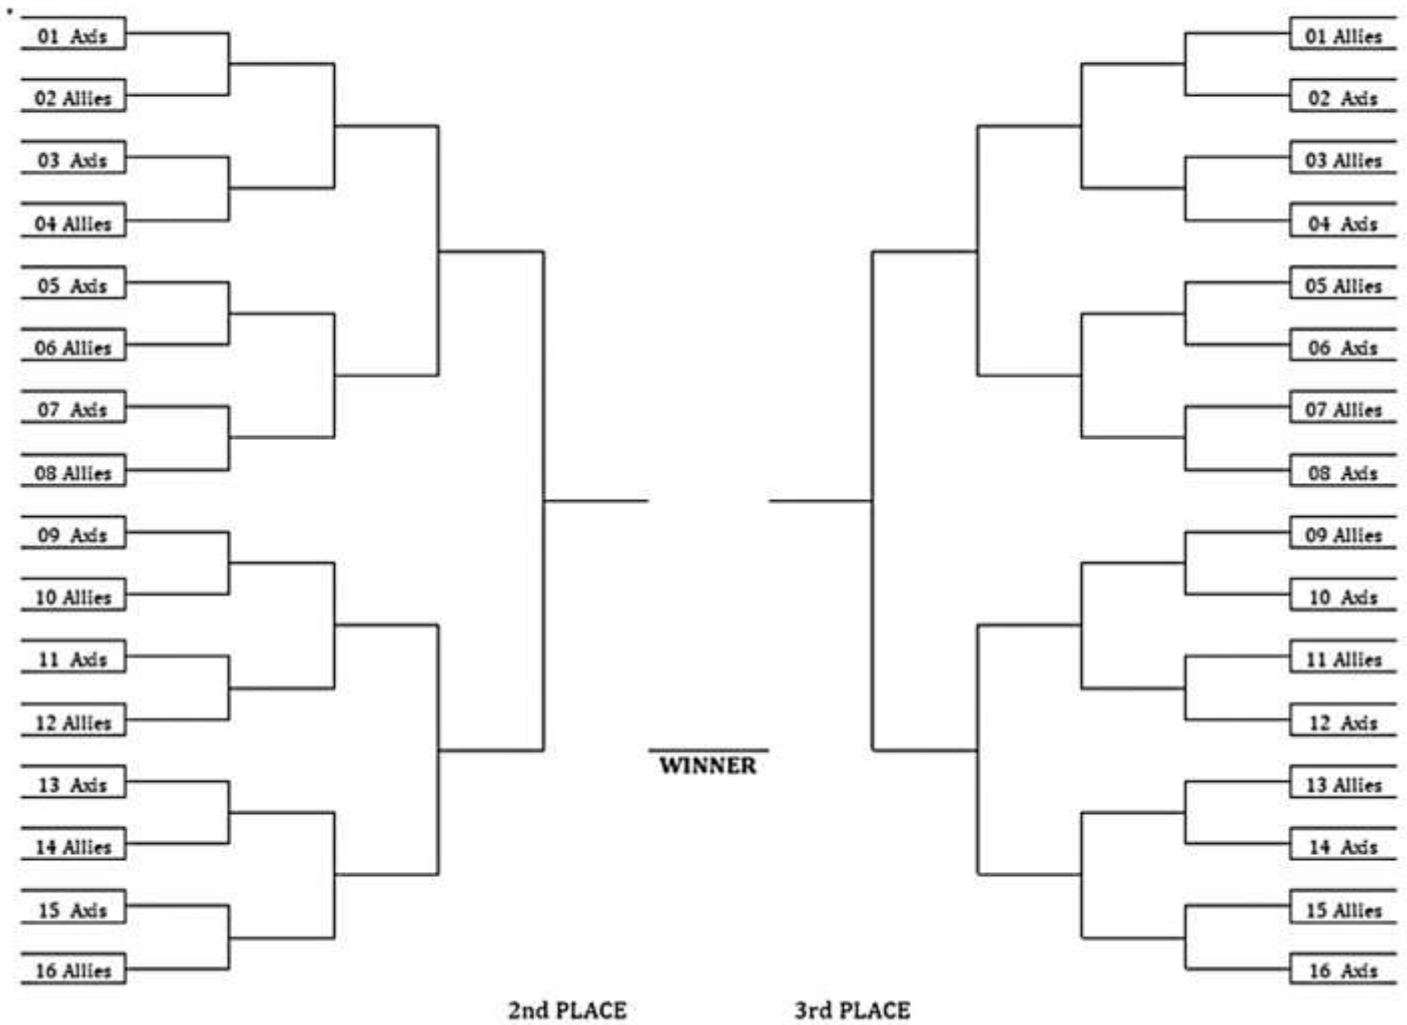 01 Axis
02 Allies
03 Axis
04 Allies
05 Axis
06 Allies
07 Axis
08 Allies
09 Axis
10 Allies
11 Axis
12 Allies
13 Axis
14 Allies
15 Axis
16 Allies
WINNER
2nd PLACE
3rd PLACE
01 Allies
02 Axis
03 Allies
04 Axis
05 Allies
06 Axis
07 Allies
08 Axis
09 Allies
10 Axis
11 Allies
12 Axis
13 Allies
14 Axis
15 Allies
16 Axis